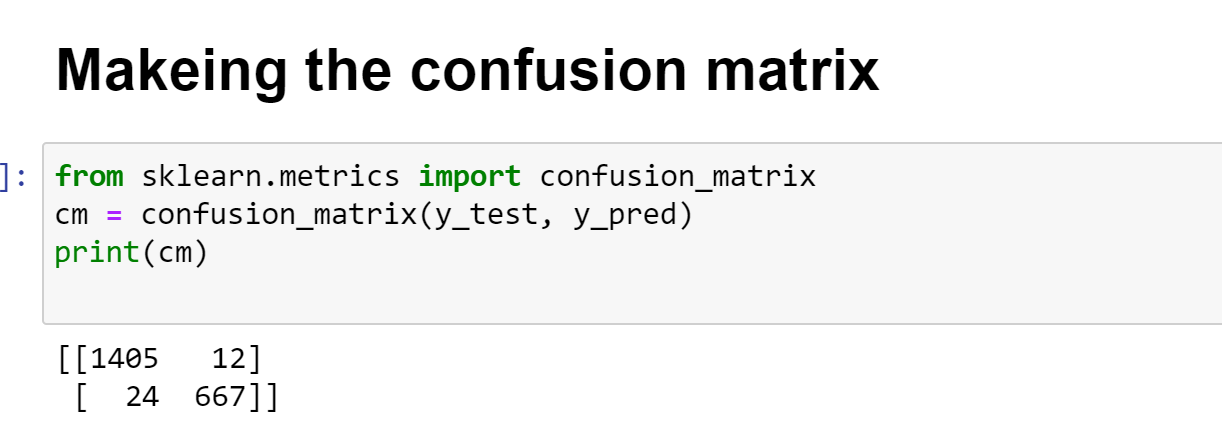 Makeing the confusion matrix
]:
from sklearn.metrics import confusion_matrix
cm = confusion_matrix(y_test, y_pred)
print(cm)
[[1405   12]
 [  24  667]]